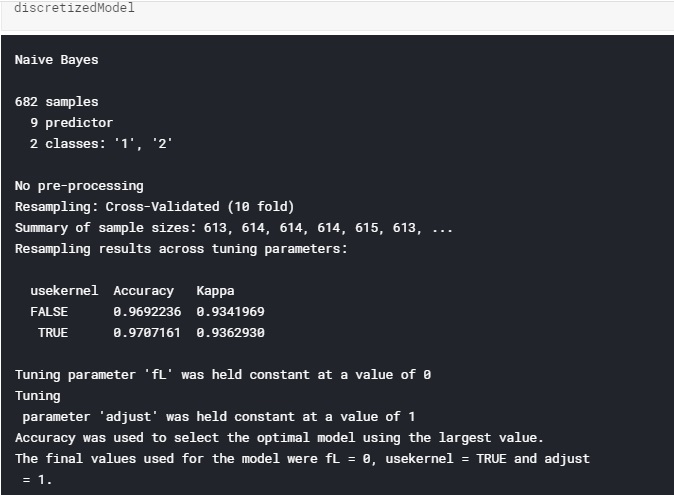 discretizedModel
Naive Bayes
682 samples
9 predictor
2 classes: '1', '2'
No pre-processing
Resampling: Cross-Validated (10 fold)
Summary of sample sizes: 613, 614, 614, 614, 615, 613, ...
Resampling results across tuning parameters:
usekernel Accuracy Kappa
FALSE 0.9692236 0.9341969
TRUE 0.9707161 0.9362930
Tuning parameter 'fL' was held constant at a value of 0
Tuning
parameter 'adjust' was held constant at a value of 1
Accuracy was used to select the optimal model using the largest value.
The final values used for the model were fL = 0, usekernel = TRUE and adjust
= 1.